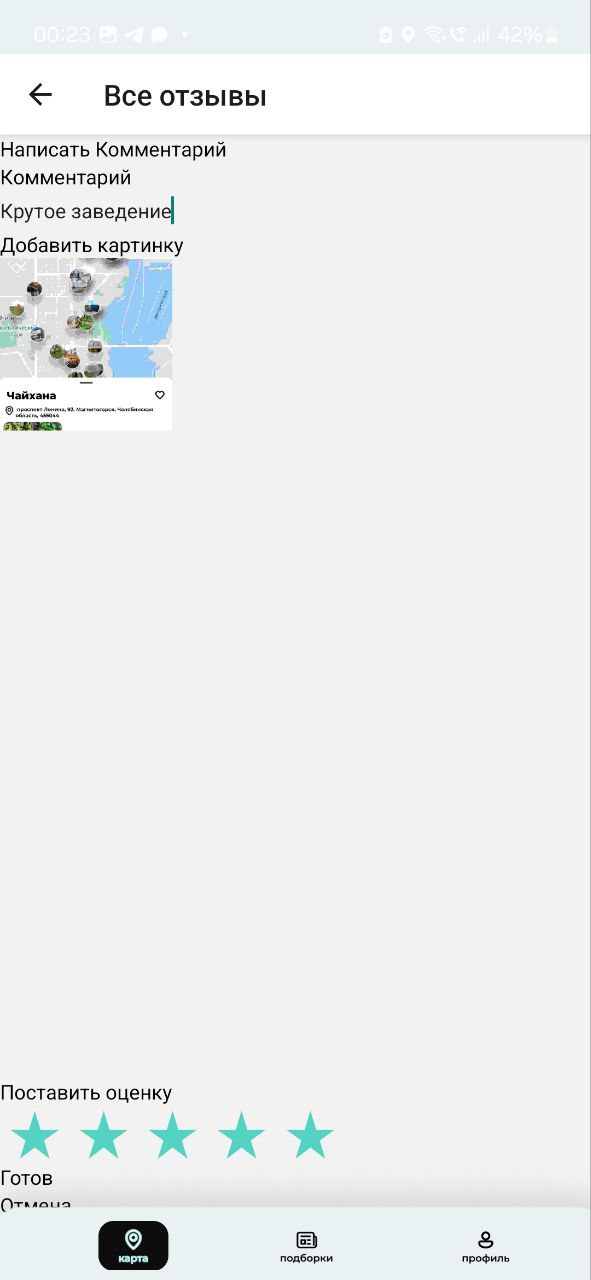 00:23
42%
Все отзывы
Написать Комментарий
Комментарий
Крутое заведение
Добавить картинку
Чайхана
проспект Ленина, 92, Магнитогорск, Челябинская
область, 455044
Поставить оценку
Готов
Отмена
карта
подборки
профиль